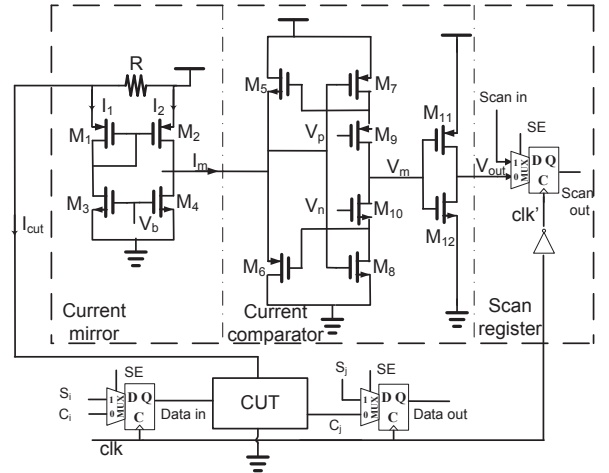 R
I1 I2
M1 M2
M3 M4
Vb
Im
Icut
M5 M7
Vp M9
Vn M10
M6 M8
Vm
M11
M12
Vout
Scan in
SE
1
0
MUX
D Q
C
Scan
out
clk'
Current
mirror
Current
comparator
Scan
register
Si
Ci
SE
1
0
MUX
D Q
C
Data in
CUT
Sj
Cj
SE
1
0
MUX
D Q
C
Data out
clk